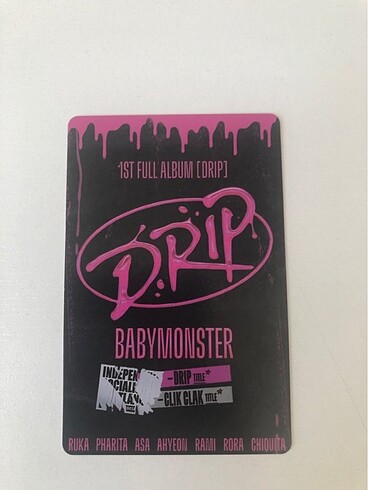 1ST FULL ALBUM [DRIP]
DRIP
BABYMONSTER
-DRIP TITLE*
-CLIK CLAK TITLE*
RUKA PHARITA ASA AHYEON RAMI RORA CHIQUITA